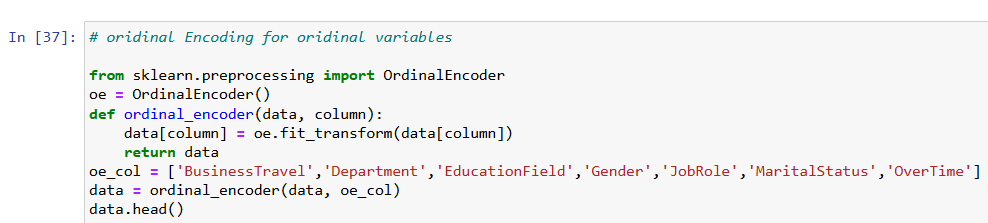 In [37]: # oridinal Encoding for oridinal variables
from sklearn.preprocessing import OrdinalEncoder
oe = OrdinalEncoder()
def ordinal_encoder(data, column):
    data[column] = oe.fit_transform(data[column])
    return data
oe_col = ['BusinessTravel','Department','EducationField','Gender','JobRole','MaritalStatus','OverTime']
data = ordinal_encoder(data, oe_col)
data.head()